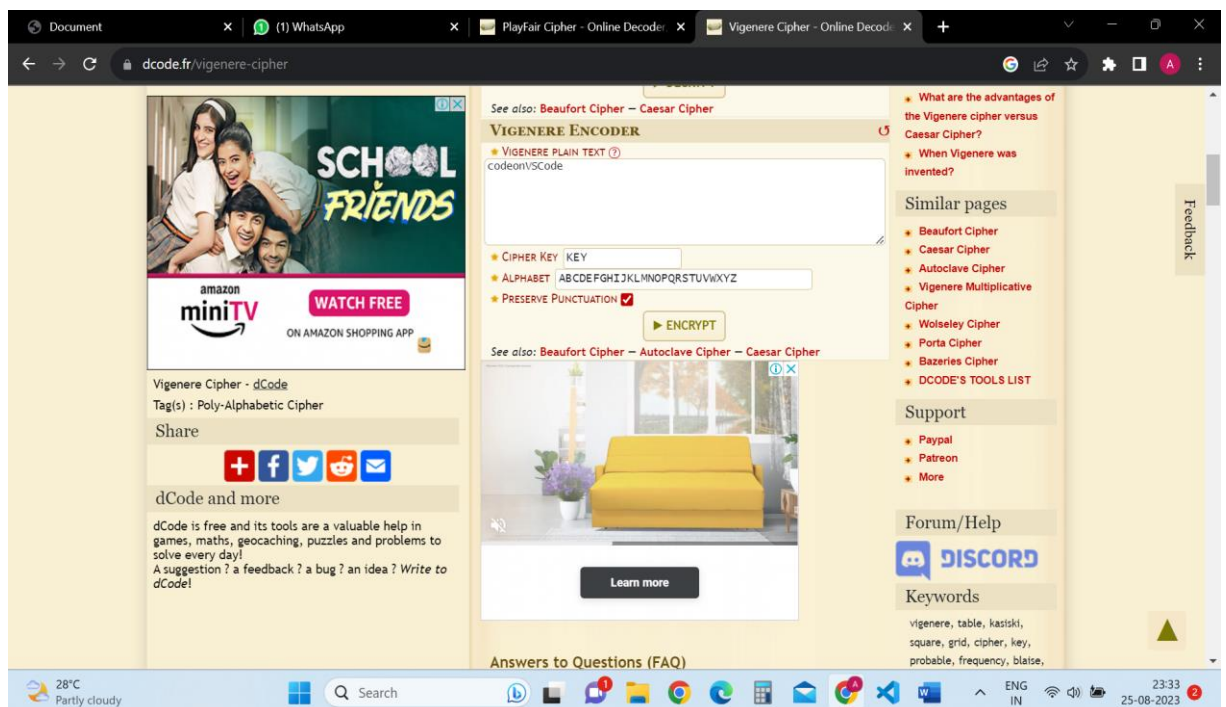 Document
(1) WhatsApp
PlayFair Cipher - Online Decoder,
Vigenere Cipher - Online Decode
dcode.fr/vigenere-cipher
SCHOOL
FRIENDS
amazon
miniTV
WATCH FREE
ON AMAZON SHOPPING APP
Vigenere Cipher - dCode
Tag(s) : Poly-Alphabetic Cipher
Share
dCode and more
dCode is free and its tools are a valuable help in
games, maths, geocaching, puzzles and problems to
solve every day!
A suggestion ? a feedback ? a bug ? an idea ? Write to
dCode!
See also: Beaufort Cipher — Caesar Cipher
VIGENERE ENCODER
★ VIGENERE PLAIN TEXT (?)
codeonVSCode
★ CIPHER KEY KEY
★ ALPHABET ABCDEFGHIJKLMNOPQRSTUVWXYZ
★ PRESERVE PUNCTUATION
▶ ENCRYPT
See also: Beaufort Cipher — Autoclave Cipher — Caesar Cipher
Learn more
Answers to Questions (FAQ)
What are the advantages of
the Vigenere cipher versus
Caesar Cipher?
When Vigenere was
invented?
Similar pages
Beaufort Cipher
Caesar Cipher
Autoclave Cipher
Vigenere Multiplicative
Cipher
Wolseley Cipher
Porta Cipher
Bazeries Cipher
DCODE'S TOOLS LIST
Support
Paypal
Patreon
More
Forum/Help
DISCORD
Keywords
vigenere, table, kasiski,
square, grid, cipher, key,
probable, frequency, blaise,
Feedback
28°C
Partly cloudy
Search
ENG
IN
23:33
25-08-2023
2